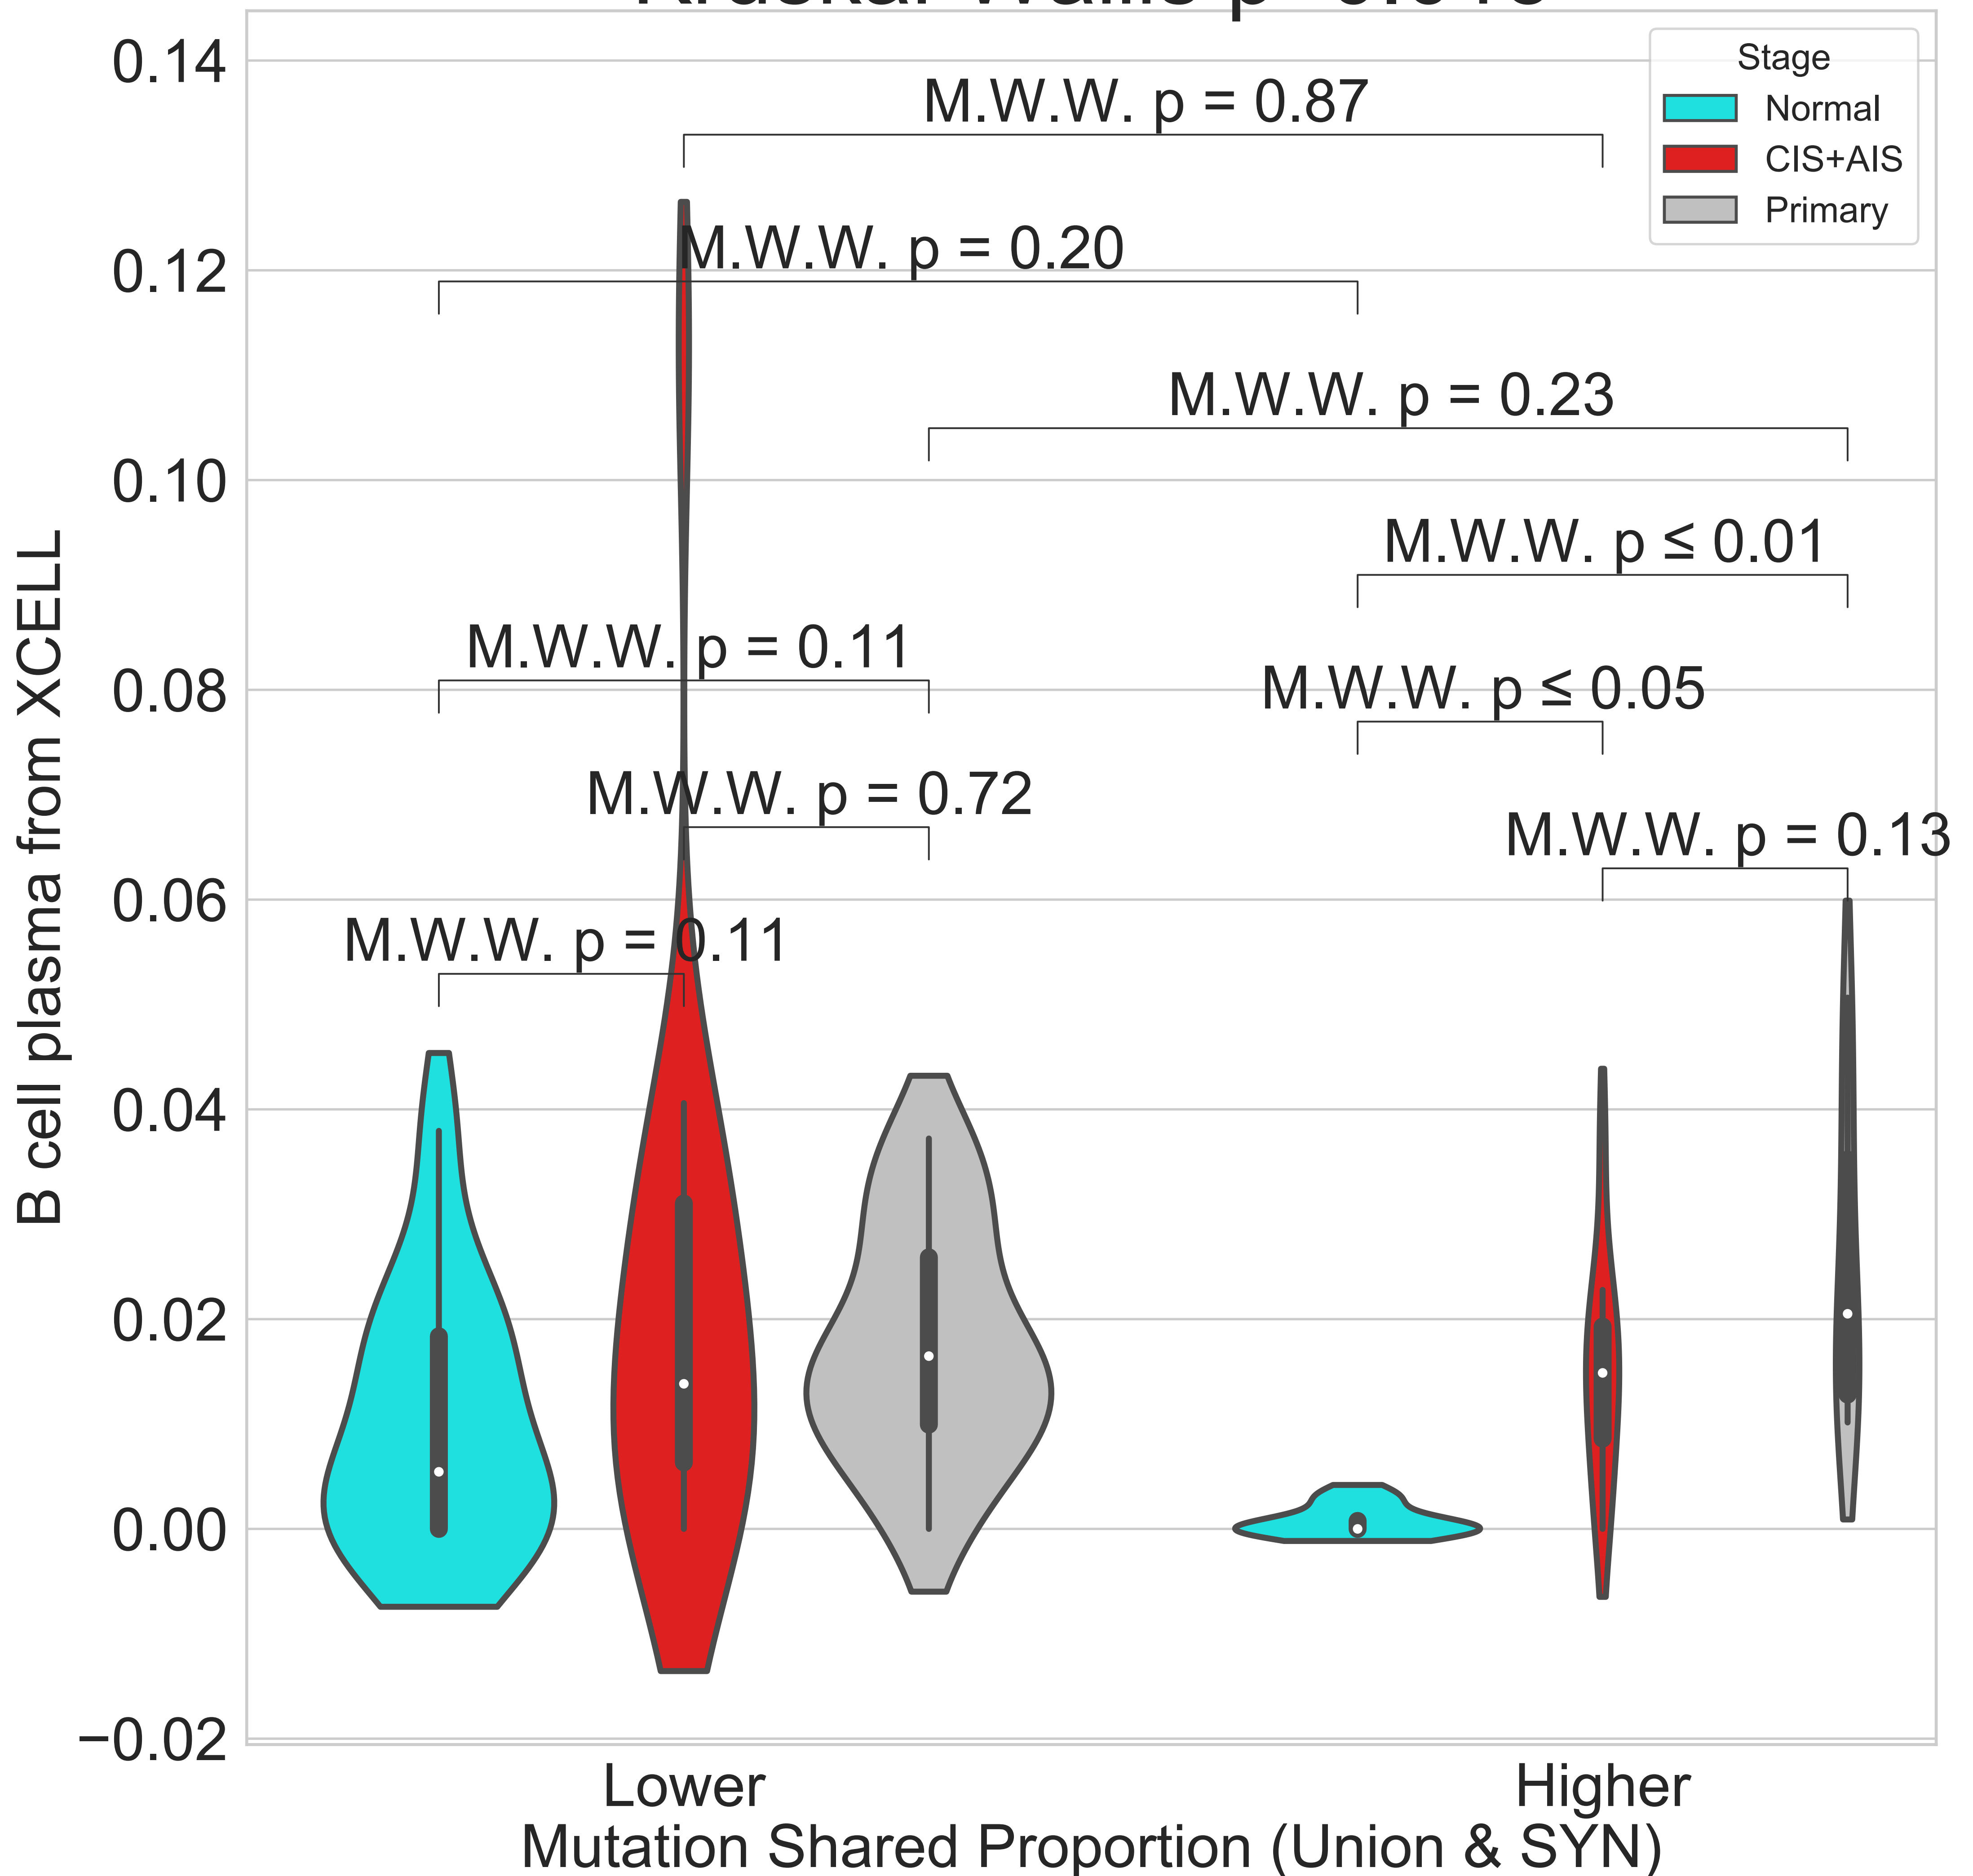 0.14
0.12
0.10
0.08
0.06
0.04
0.02
0.00
−0.02
B cell plasma from XCELL
Stage
Normal
CIS+AIS
Primary
M.W.W. p = 0.87
M.W.W. p = 0.20
M.W.W. p = 0.23
M.W.W. p ≤ 0.01
M.W.W. p = 0.11
M.W.W. p ≤ 0.05
M.W.W. p = 0.72
M.W.W. p = 0.13
M.W.W. p = 0.11
Lower
Higher
Mutation Shared Proportion (Union & SYN)